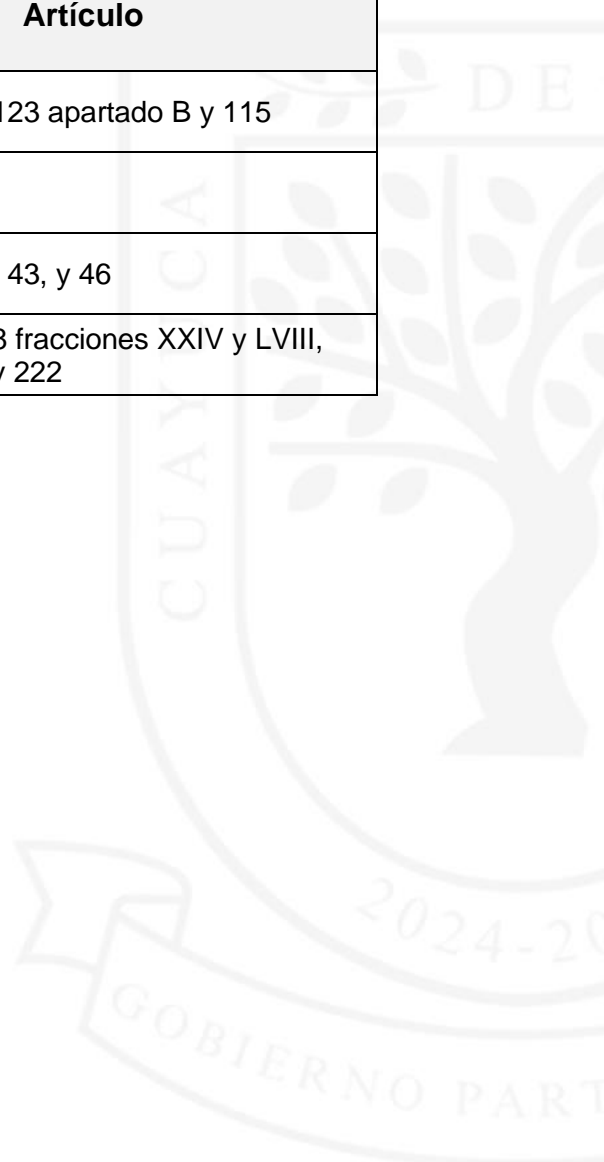 Artículo
123 apartado B y 115
43, y 46
fracciones XXIV y LVIII,
y 222
DE
CUAYUCA
2024-20
GOBIERNO PART